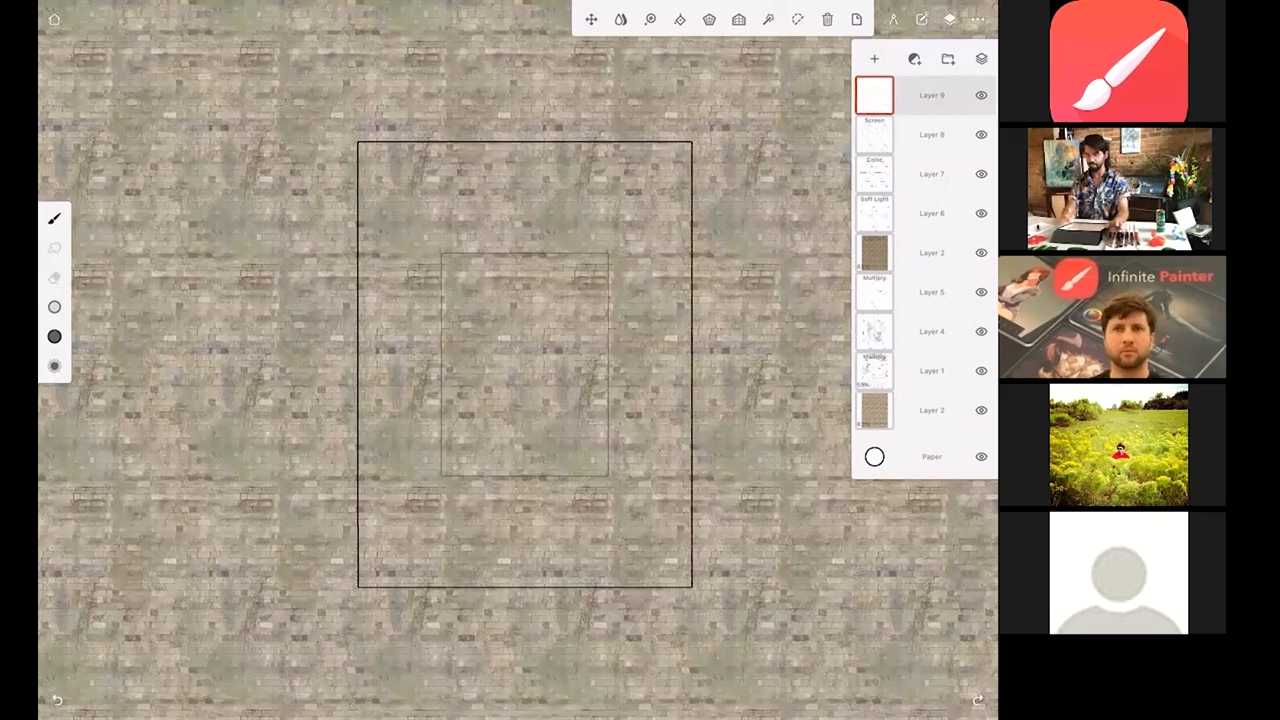 Layer 9
Screen
Layer 8
Color
Layer 7
Soft Light
Layer 6
Layer 2
Multiply
Layer 5
Layer 4
Multiply
Layer 1
Layer 2
Paper
Infinite Painter